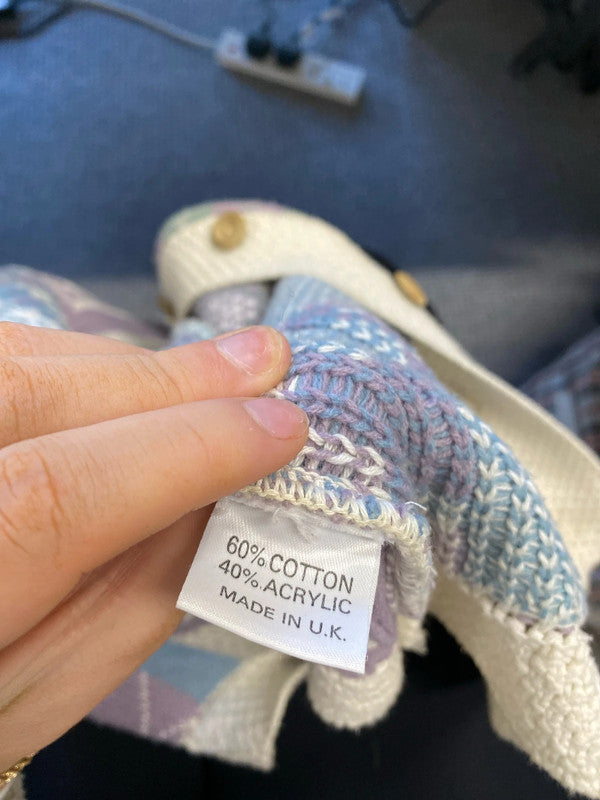 60% COTTON
40% ACRYLIC
MADE IN U.K.